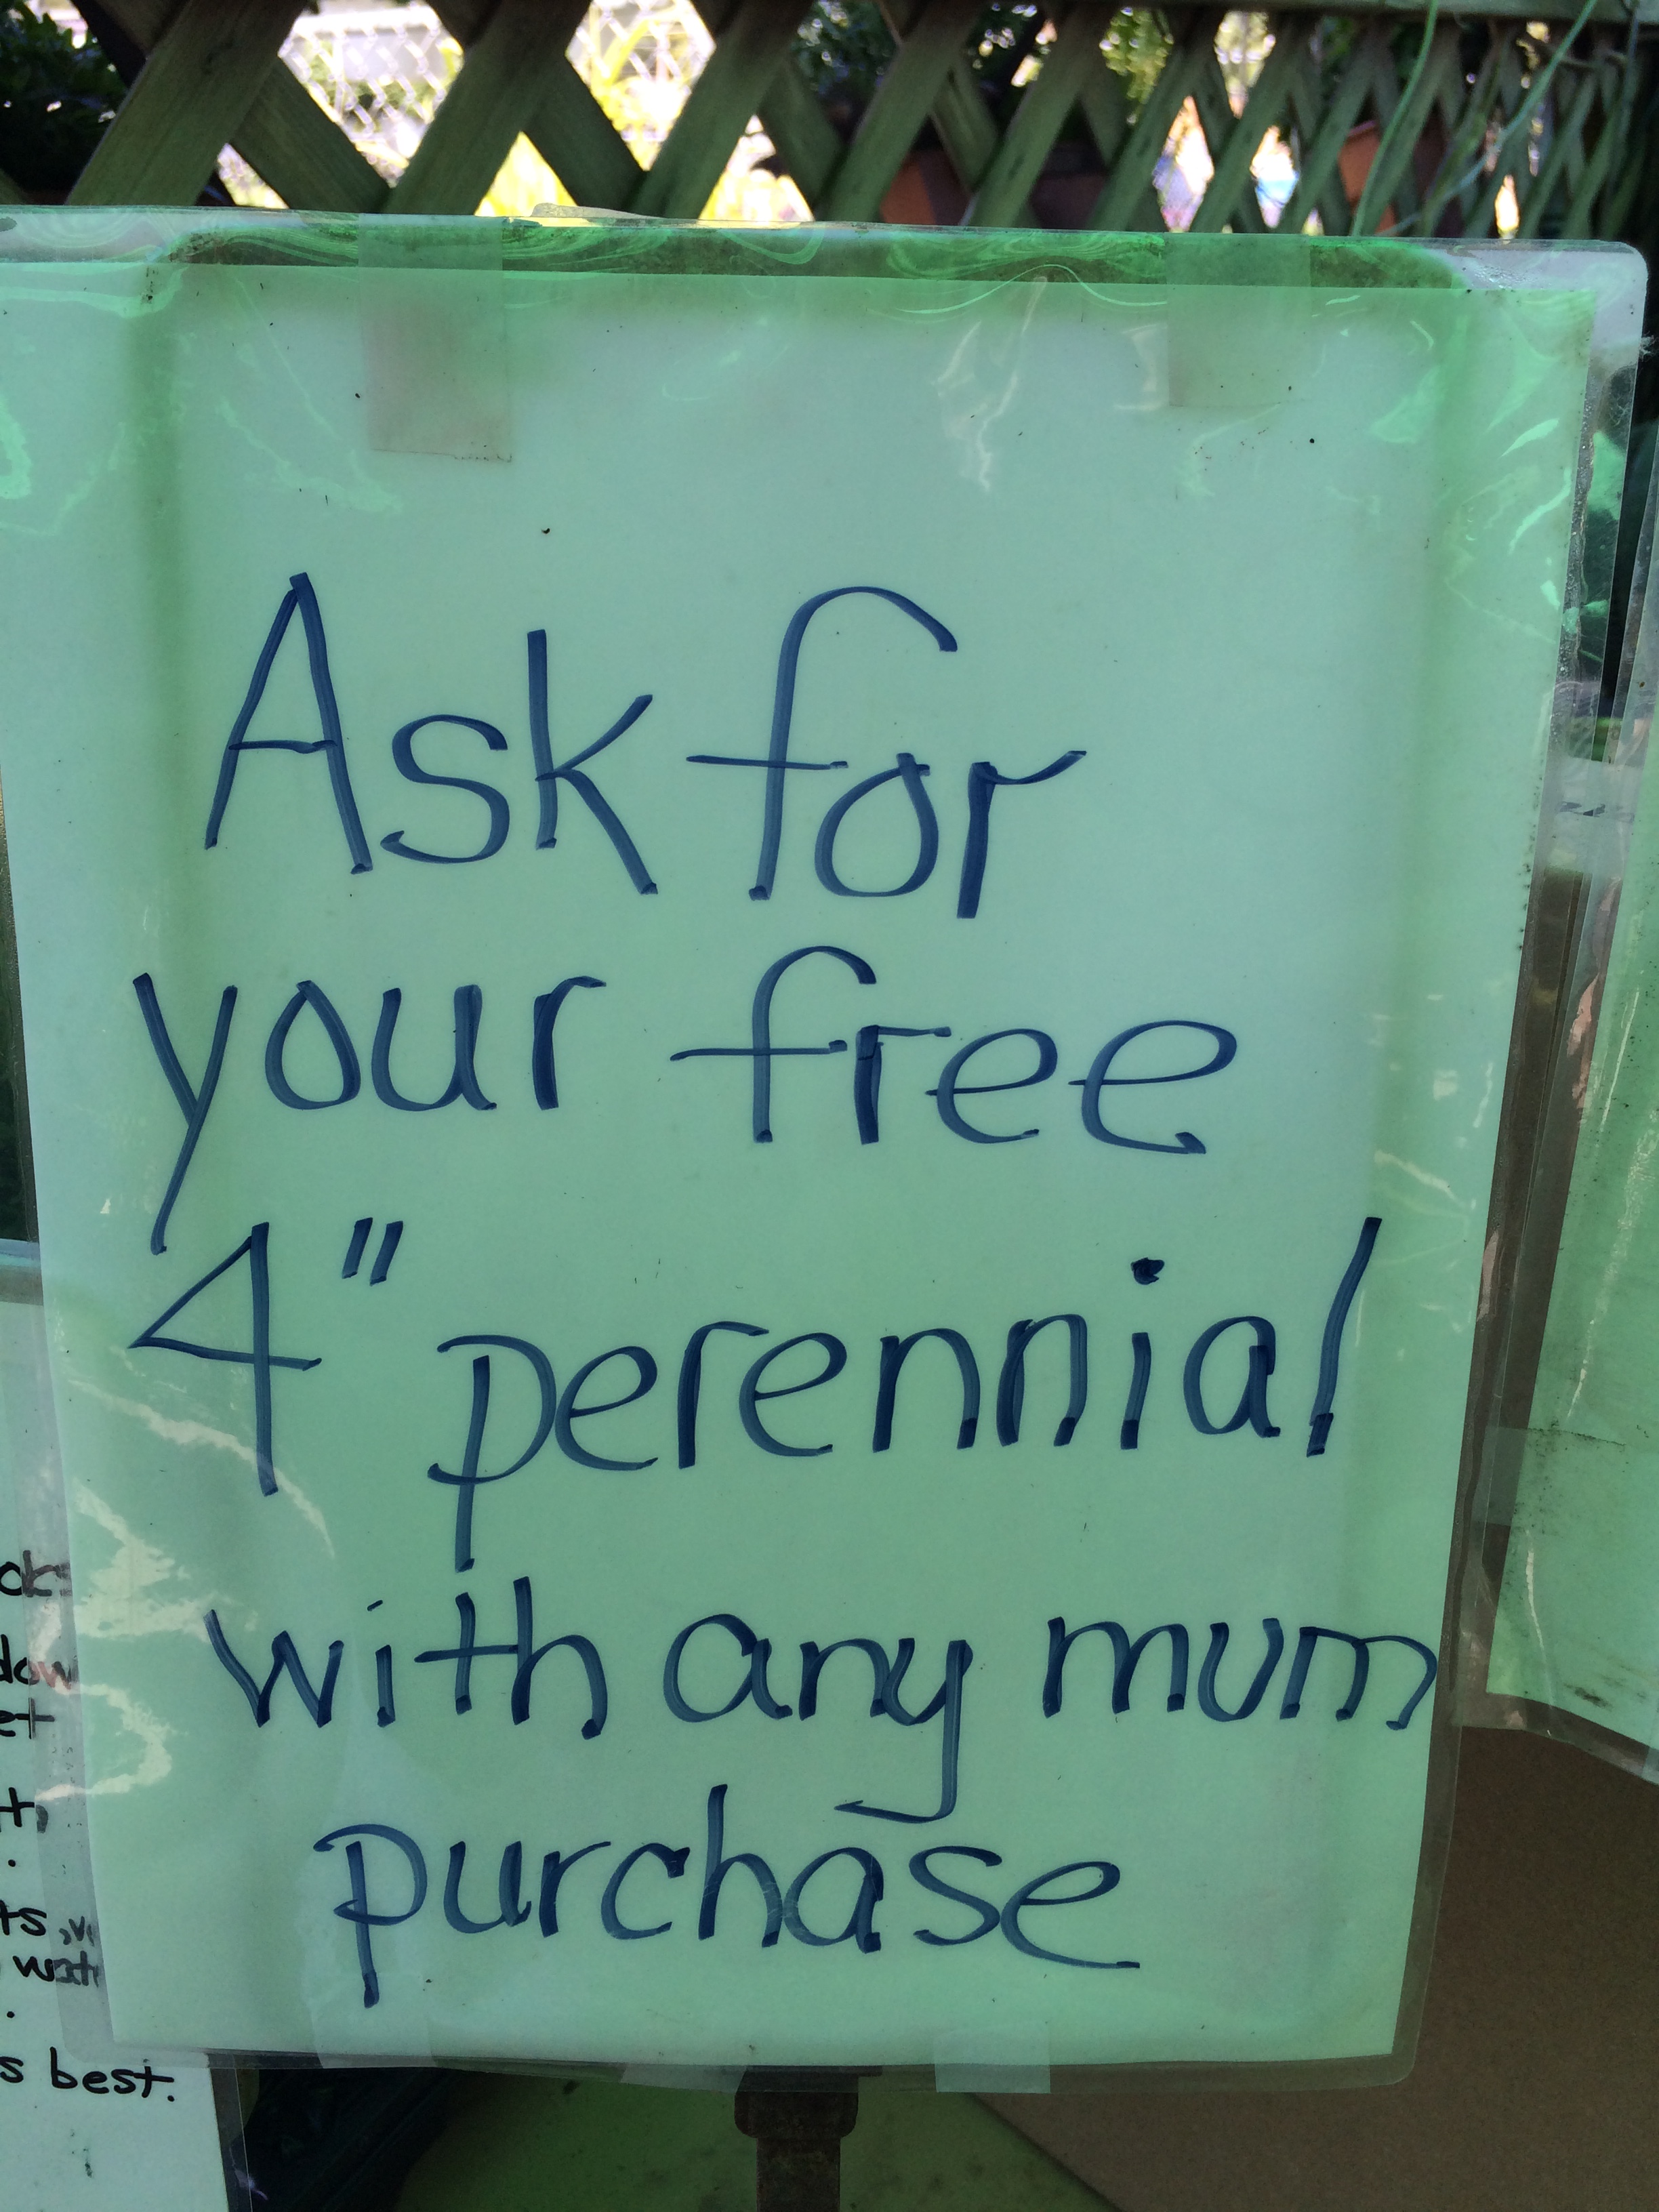 Ask for
your free
4" perennial
with any mum
purchase
s best.